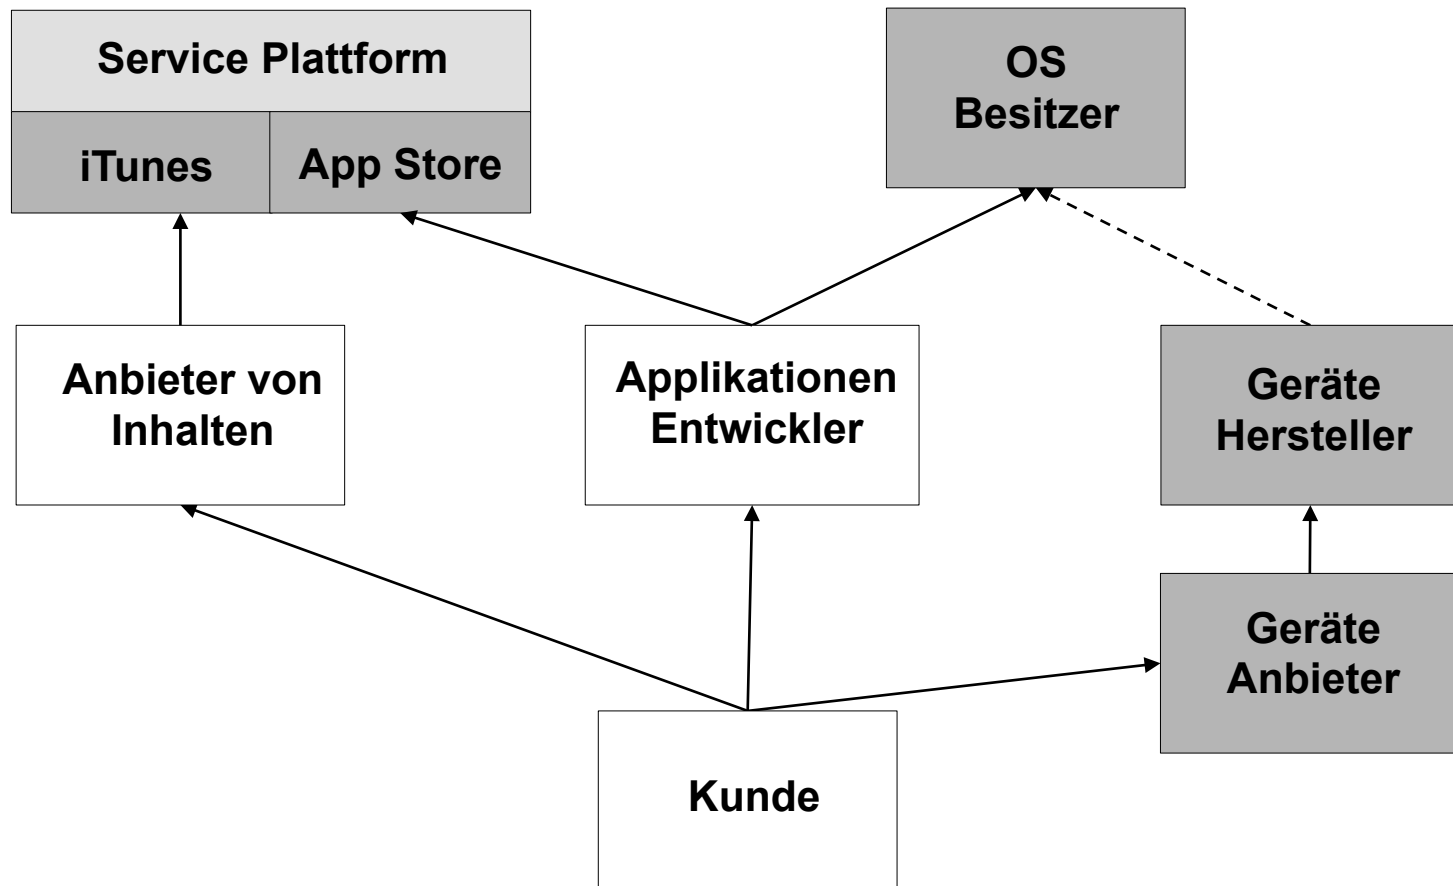 Service Plattform
iTunes
App Store
OS
Besitzer
Anbieter von
Inhalten
Applikationen
Entwickler
Geräte
Hersteller
Geräte
Anbieter
Kunde